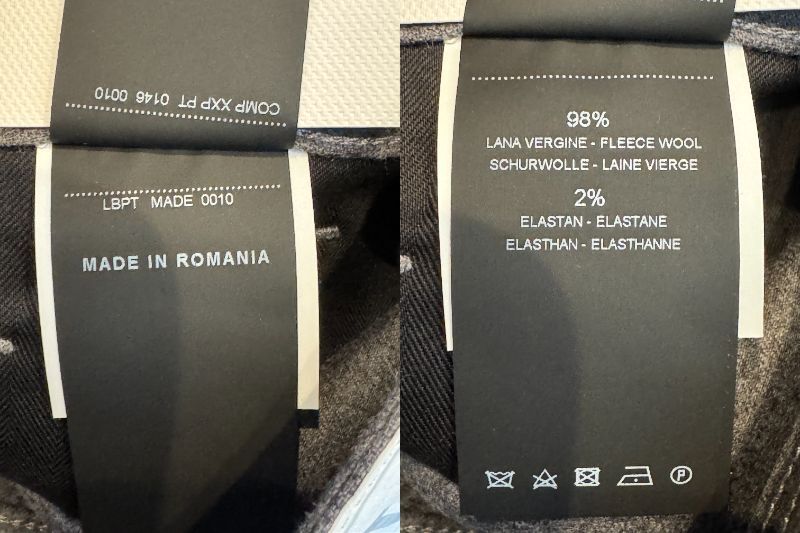 COMP XXP PT 0146 0010
LBPT MADE 0010
MADE IN ROMANIA
98%
LANA VERGINE - FLEECE WOOL
SCHURWOLLE - LAINE VIERGE
2%
ELASTAN - ELASTANE
ELASTHAN - ELASTHANNE
P